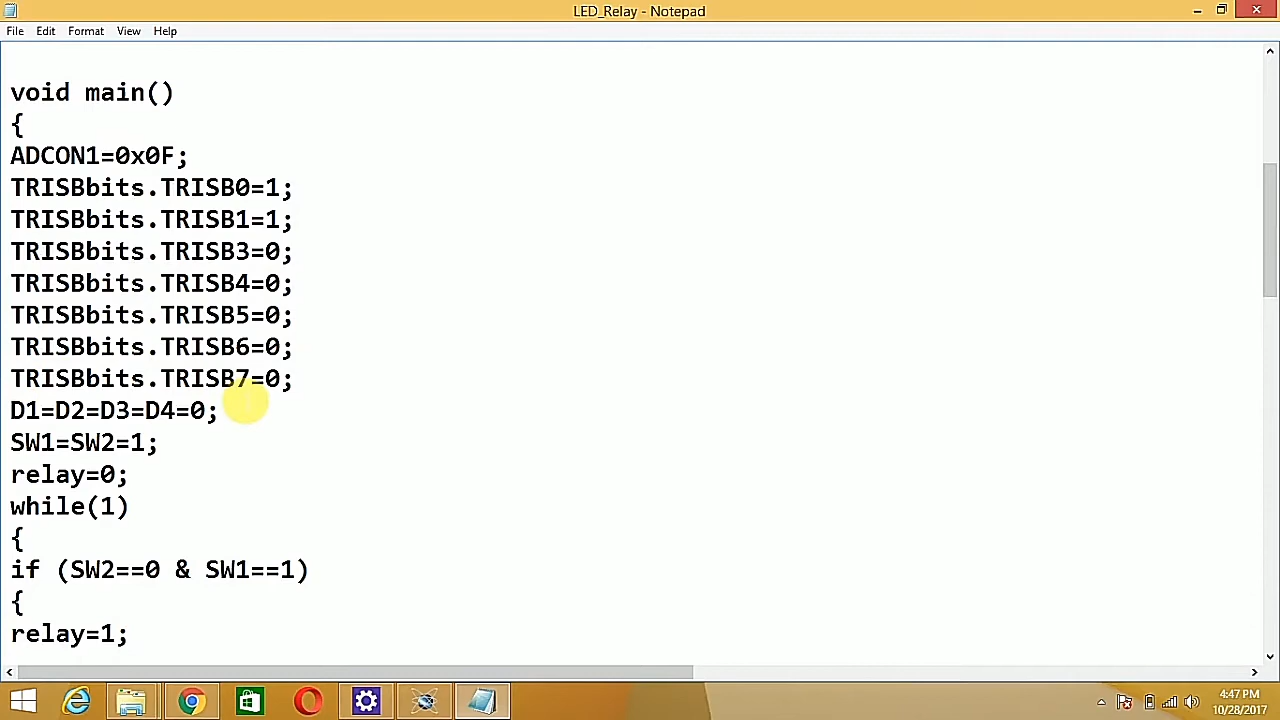 LED_Relay - Notepad
File Edit Format View Help
void main()
{
ADCON1=0x0F;
TRISBbits.TRISB0=1;
TRISBbits.TRISB1=1;
TRISBbits.TRISB3=0;
TRISBbits.TRISB4=0;
TRISBbits.TRISB5=0;
TRISBbits.TRISB6=0;
TRISBbits.TRISB7=0;
D1=D2=D3=D4=0;
SW1=SW2=1;
relay=0;
while(1)
{
if (SW2==0 & SW1==1)
{
relay=1;
4:47 PM
10/28/2017